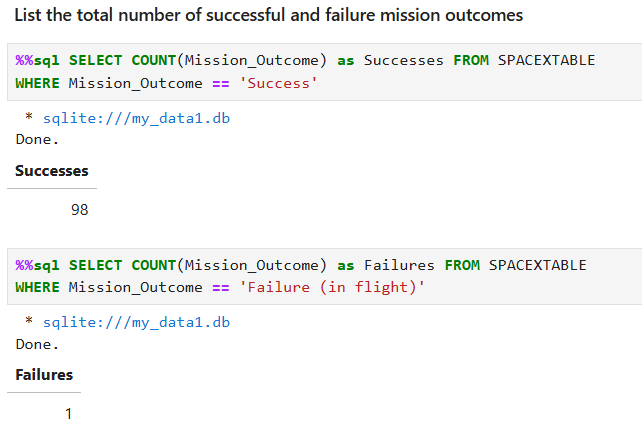 List the total number of successful and failure mission outcomes
%%sql SELECT COUNT(Mission_Outcome) as Successes FROM SPACEXTABLE
WHERE Mission_Outcome == 'Success'
* sqlite:///my_data1.db
Done.
Successes
98
%%sql SELECT COUNT(Mission_Outcome) as Failures FROM SPACEXTABLE
WHERE Mission_Outcome == 'Failure (in flight)'
* sqlite:///my_data1.db
Done.
Failures
1